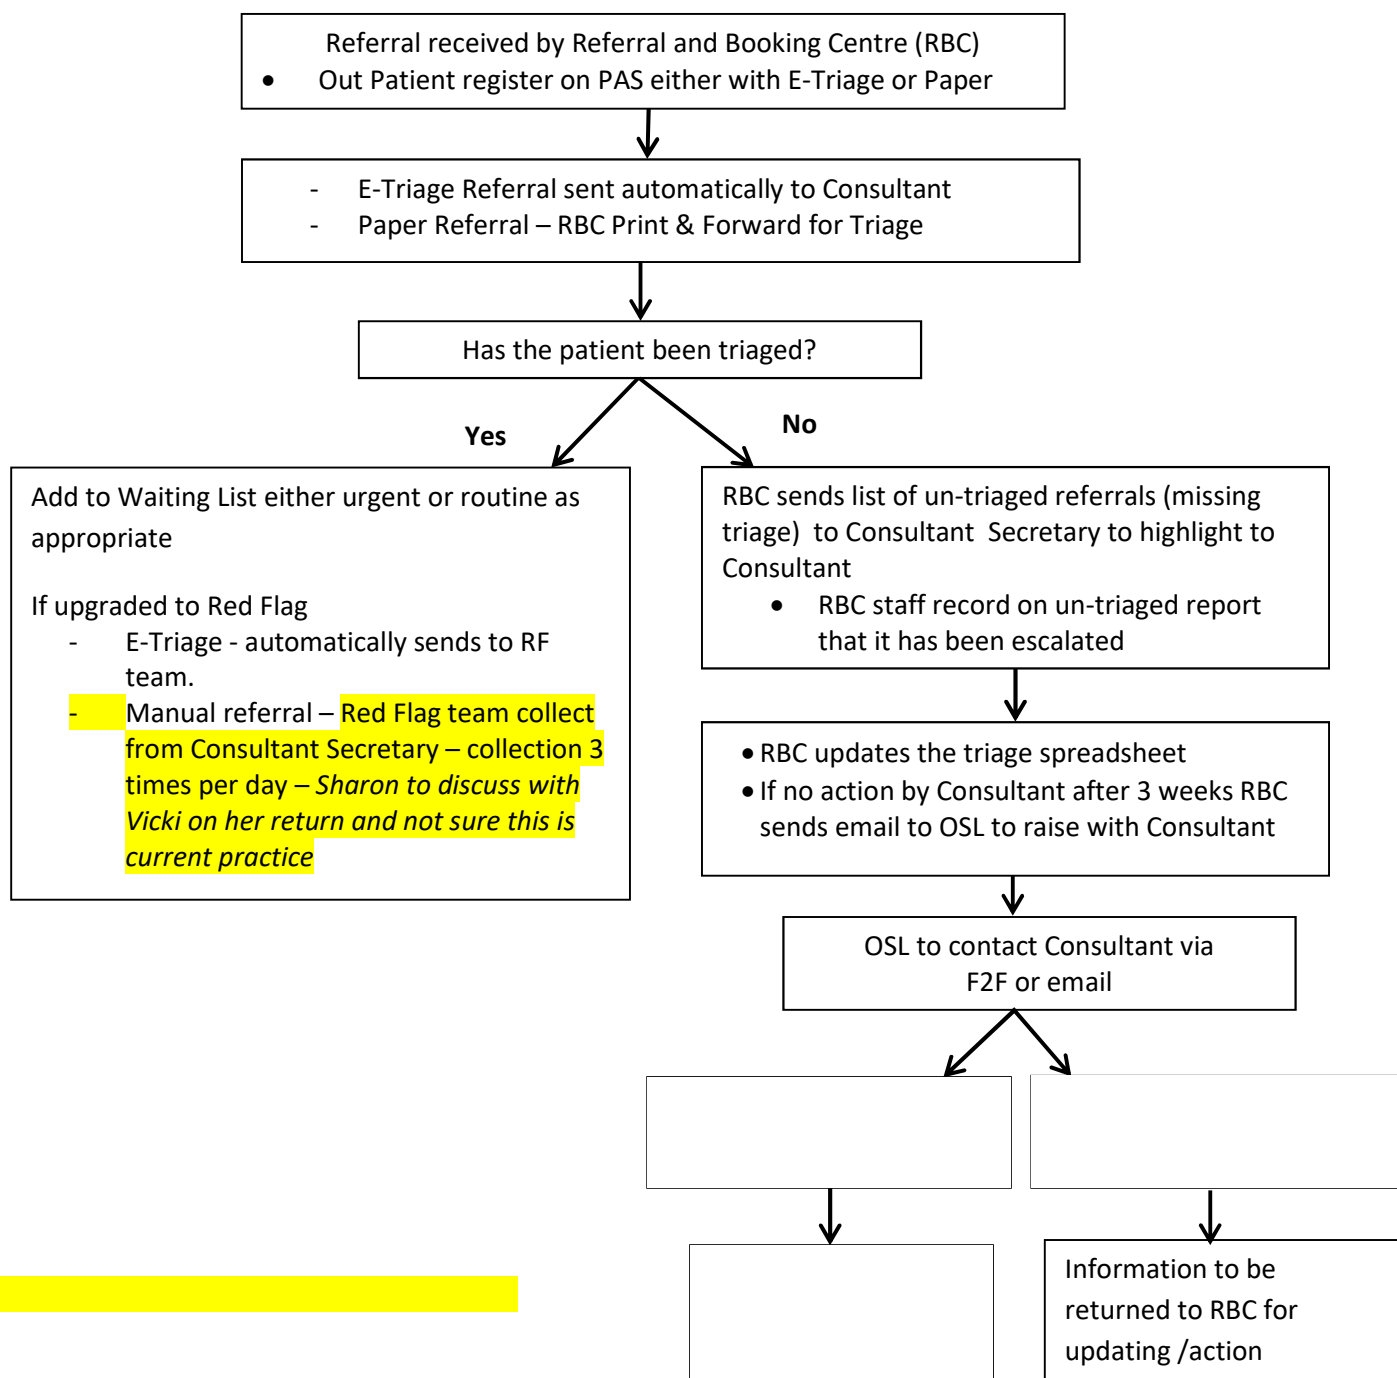 Referral received by Referral and Booking Centre (RBC)
• Out Patient register on PAS either with E-Triage or Paper
- E-Triage Referral sent automatically to Consultant
- Paper Referral – RBC Print & Forward for Triage
Has the patient been triaged?
Yes
No
Add to Waiting List either urgent or routine as
appropriate
If upgraded to Red Flag
- E-Triage - automatically sends to RF
team.
- Manual referral – Red Flag team collect
from Consultant Secretary – collection 3
times per day – Sharon to discuss with
Vicki on her return and not sure this is
current practice
RBC sends list of un-triaged referrals (missing
triage) to Consultant Secretary to highlight to
Consultant
• RBC staff record on un-triaged report
that it has been escalated
• RBC updates the triage spreadsheet
• If no action by Consultant after 3 weeks RBC
sends email to OSL to raise with Consultant
OSL to contact Consultant via
F2F or email
Information to be
returned to RBC for
updating /action